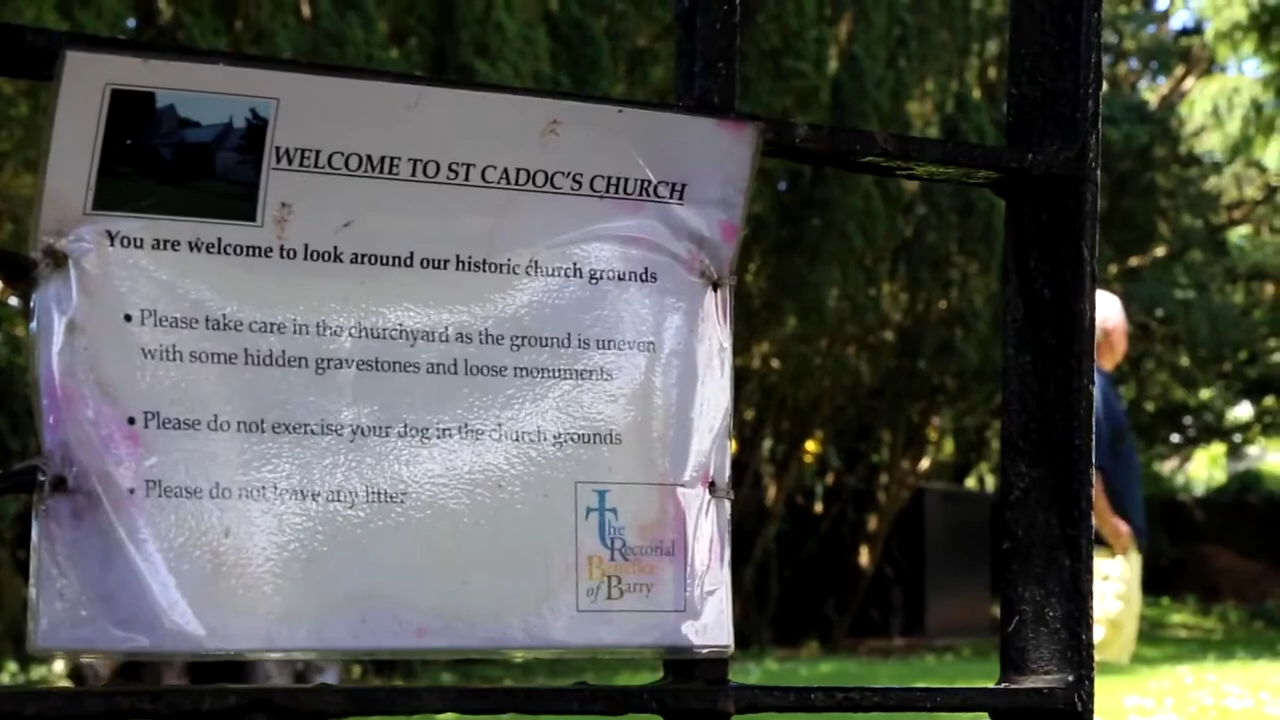 WELCOME TO ST CADOC'S CHURCH
You are welcome to look around our historic church grounds
• Please take care in the churchyard as the ground is uneven
with some hidden gravestones and loose monuments
• Please do not exercise your dog in the church grounds
• Please do not leave any litter
The
Rectorial
Benefice
of Barry